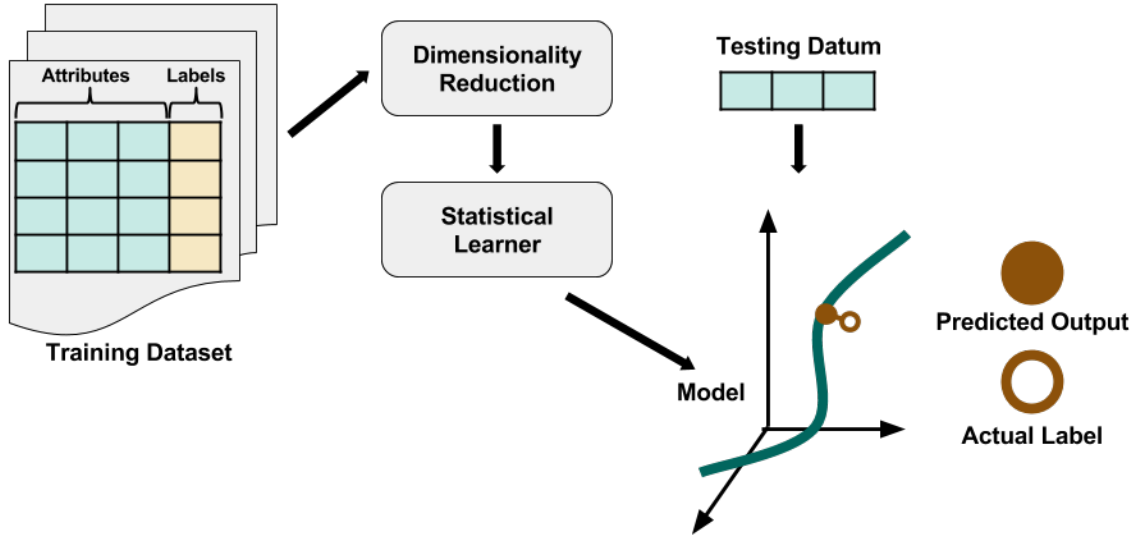 Attributes
Labels
Training Dataset
Dimensionality
Reduction
Statistical
Learner
Testing Datum
Model
Predicted Output
Actual Label